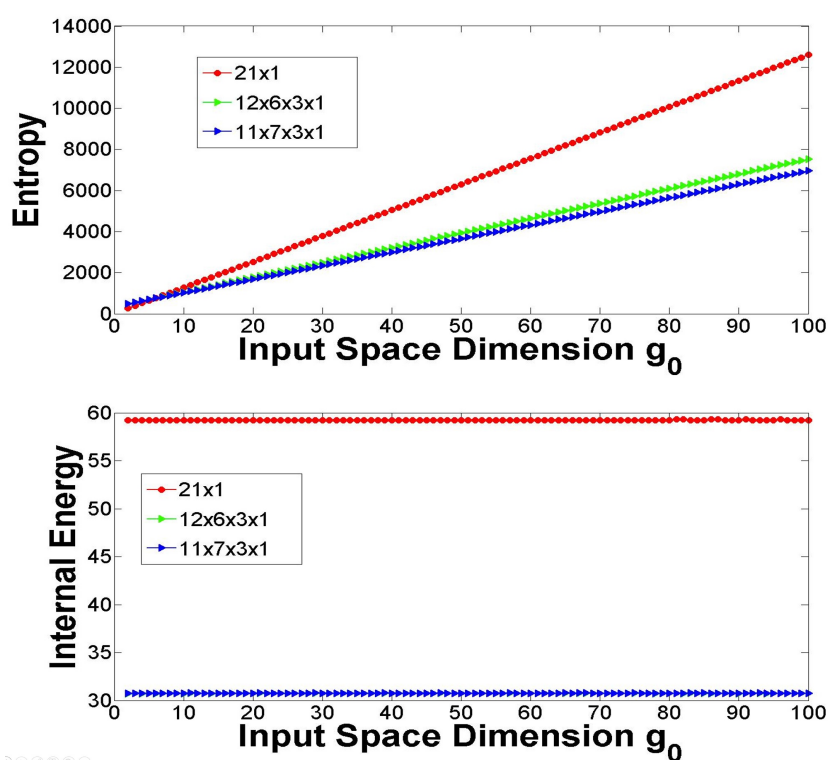 14000
12000
10000
8000
6000
4000
2000
0
Entropy
21x1
12x6x3x1
11x7x3x1
0 10 20 30 40 50 60 70 80 90 100
Input Space Dimension g0
60
55
50
45
40
35
30
Internal Energy
21x1
12x6x3x1
11x7x3x1
0 10 20 30 40 50 60 70 80 90 100
Input Space Dimension g0